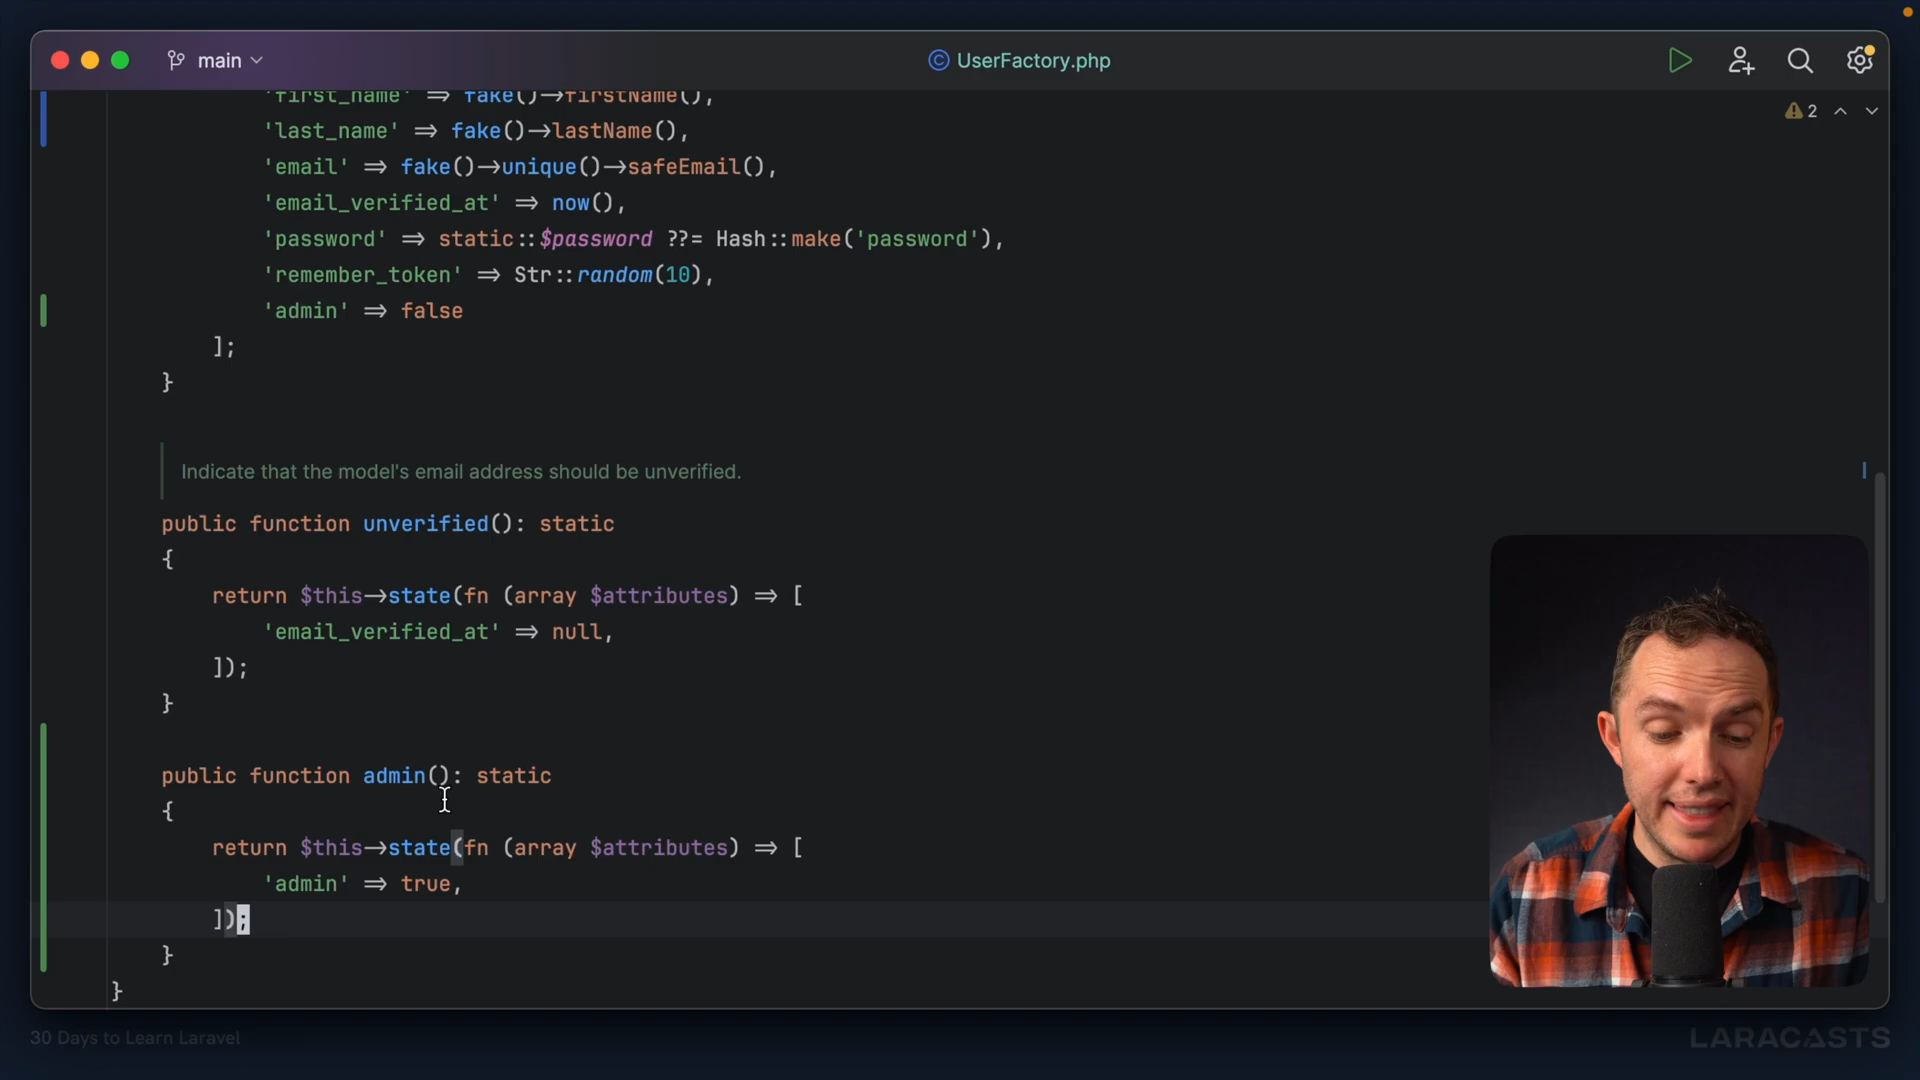 main
UserFactory.php
'first_name' => fake()->firstName(),
2
'last_name' => fake()->lastName(),
'email' => fake()->unique()->safeEmail(),
'email_verified_at' => now(),
'password' => static::$password ??= Hash::make('password'),
'remember_token' => Str::random(10),
'admin' => false
];
}
Indicate that the model's email address should be unverified.
public function unverified(): static
{
return $this->state(fn (array $attributes) => [
'email_verified_at' => null,
]);
}
public function admin(): static
{
return $this->state(fn (array $attributes) => [
'admin' => true,
]);
}
}
30 Days to Learn Laravel
LARACASTS